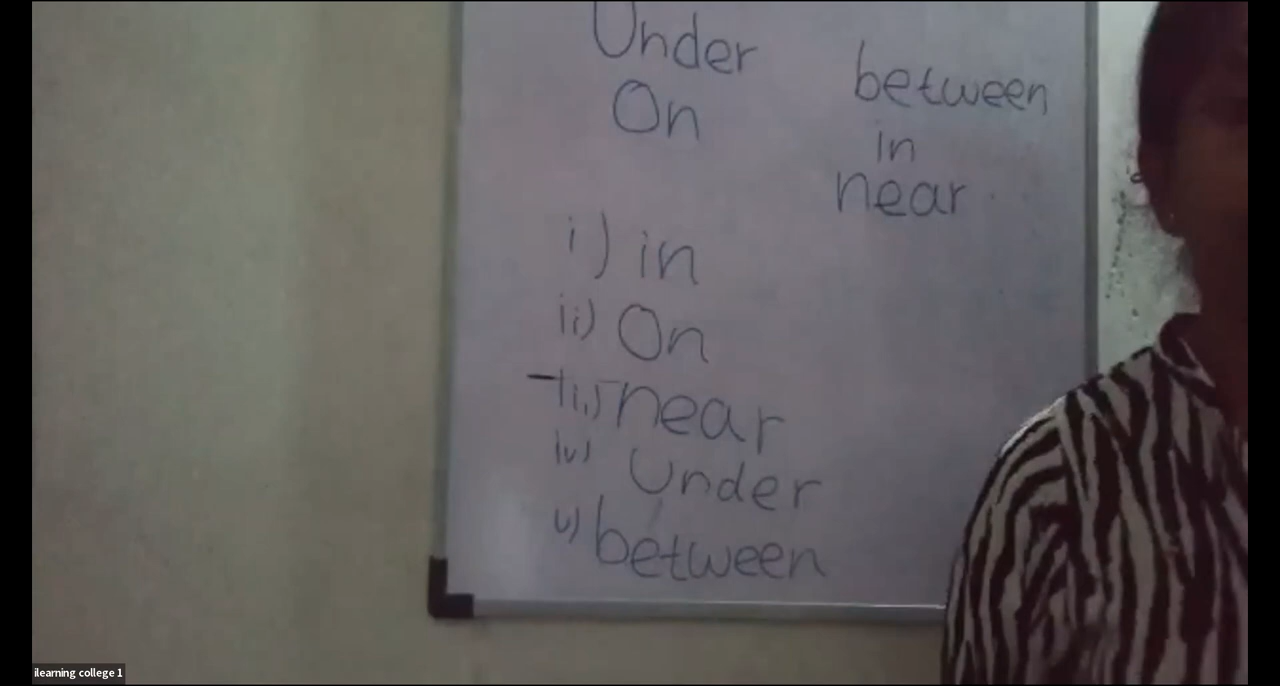 Under
On
between
in
near
i) in
ii) On
iii) near
iv) Under
v) between
ilearning college 1